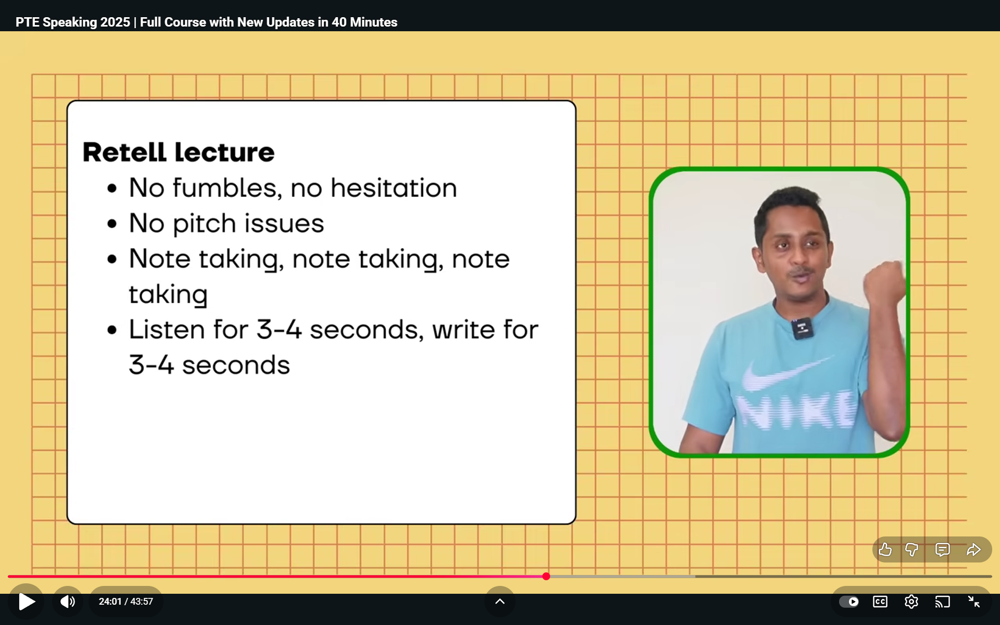 PTE Speaking 2025 | Full Course with New Updates in 40 Minutes
Retell lecture
• No fumbles, no hesitation
• No pitch issues
• Note taking, note taking, note
taking
• Listen for 3-4 seconds, write for
3-4 seconds
NIKE
24:01 / 43:57
CC